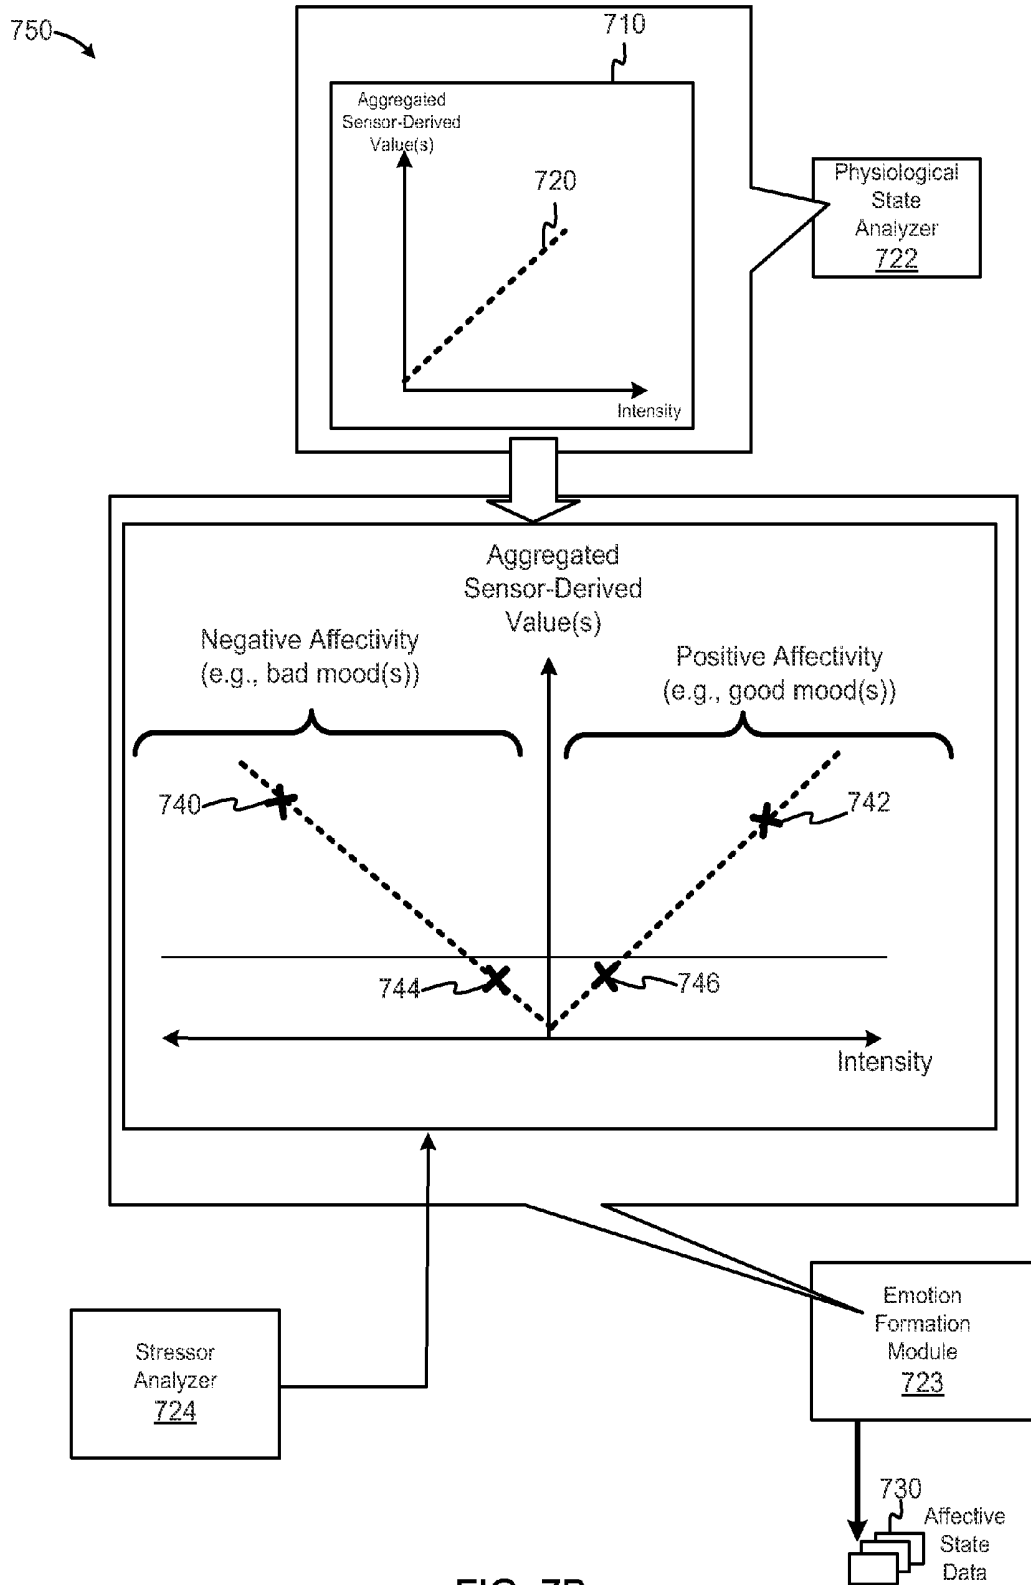 750
710
Aggregated
Sensor-Derived
Value(s)
720
Intensity
Physiological
State
Analyzer
722
Aggregated
Sensor-Derived
Value(s)
Negative Affectivity
(e.g., bad mood(s))
Positive Affectivity
(e.g., good mood(s))
740
742
744
746
Intensity
Stressor
Analyzer
724
Emotion
Formation
Module
723
730
Affective
State
Data
FIG. 7B